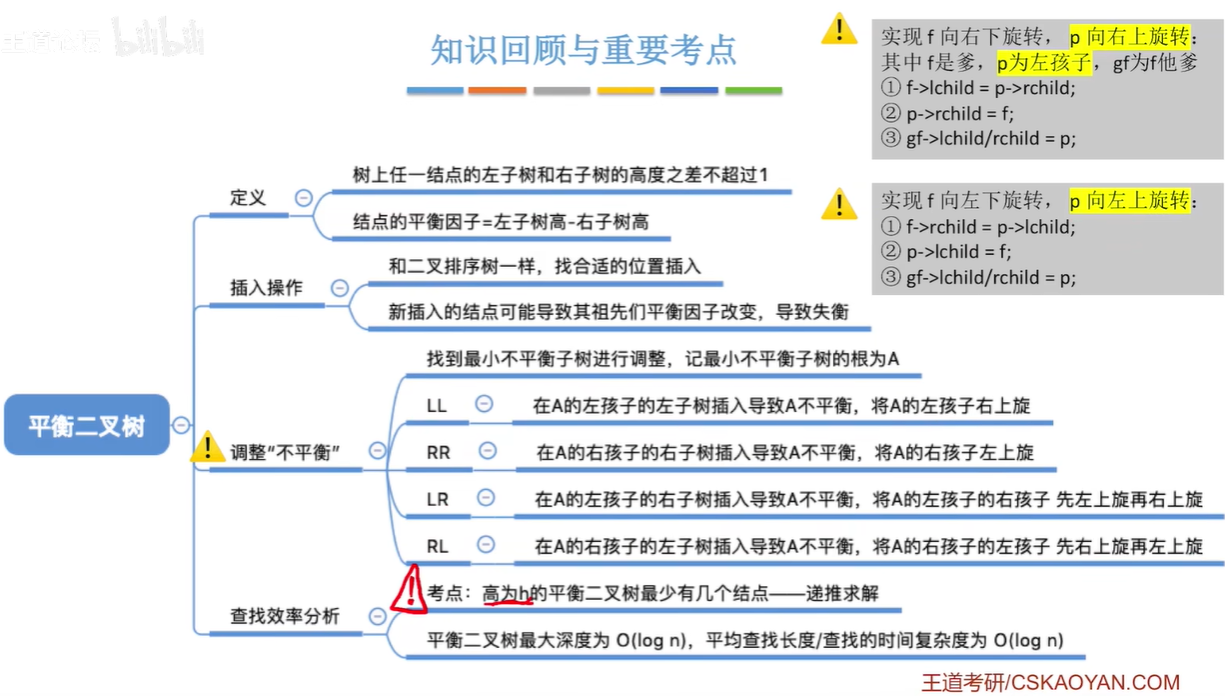 bilibili
知识回顾与重要考点
实现 f 向右下旋转， p 向右上旋转：
其中 f是爹，p为左孩子，gf为f他爹
① f->lchild = p->rchild;
② p->rchild = f;
③ gf->lchild/rchild = p;
实现 f 向左下旋转， p 向左上旋转：
① f->rchild = p->lchild;
② p->lchild = f;
③ gf->lchild/rchild = p;
平衡二叉树
定义
树上任一结点的左子树和右子树的高度之差不超过1
结点的平衡因子=左子树高-右子树高
插入操作
和二叉排序树一样，找合适的位置插入
新插入的结点可能导致其祖先们平衡因子改变，导致失衡
调整“不平衡”
找到最小不平衡子树进行调整，记最小不平衡子树的根为A
LL 在A的左孩子的左子树插入导致A不平衡，将A的左孩子右上旋
RR 在A的右孩子的右子树插入导致A不平衡，将A的右孩子左上旋
LR 在A的左孩子的右子树插入导致A不平衡，将A的左孩子的右孩子 先左上旋再右上旋
RL 在A的右孩子的左子树插入导致A不平衡，将A的右孩子的左孩子 先右上旋再左上旋
查找效率分析
考点：高为h的平衡二叉树最少有几个结点——递推求解
平衡二叉树最大深度为 O(log n)，平均查找长度/查找的时间复杂度为 O(log n)
王道考研/CSKAOYAN.COM